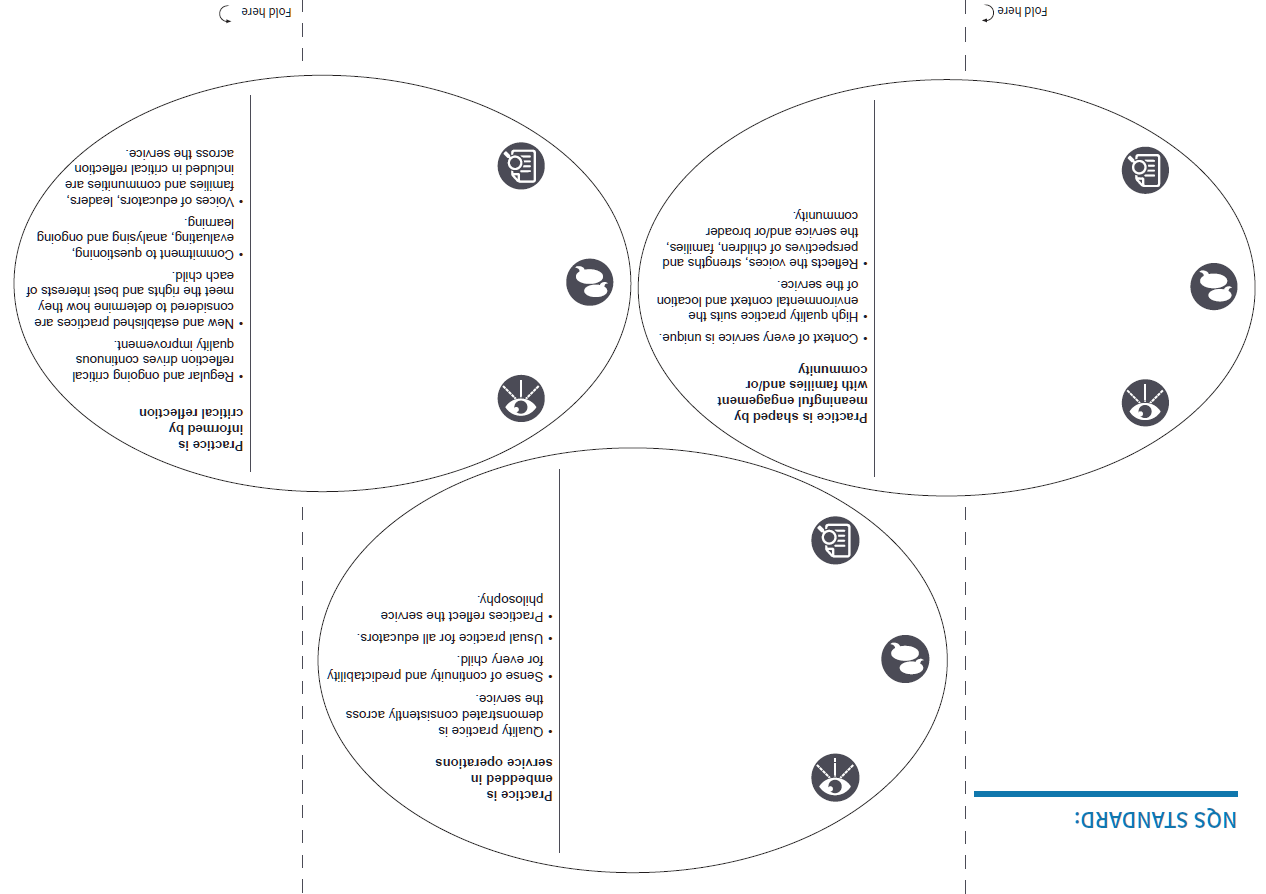 NQS STANDARD:
Practice is
embedded in
service operations
• Quality practice is
demonstrated consistently across
the service.
• Sense of continuity and predictability
for every child.
• Usual practice for all educators.
• Practices reflect the service
philosophy.
Practice is shaped by
meaningful engagement
with families and/or
community
• Context of every service is unique.
• High quality practice suits the
environmental context and location
of the service.
• Reflects the voices, strengths and
perspectives of children, families,
the service and/or broader
community.
Practice is
informed by
critical reflection
• Regular and ongoing critical
reflection drives continuous
quality improvement.
• New and established practices are
considered to determine how they
meet the rights and best interests of
each child.
• Commitment to questioning,
evaluating, analysing and ongoing
learning.
• Voices of educators, leaders,
families and communities are
included in critical reflection
across the service.
Fold here
Fold here